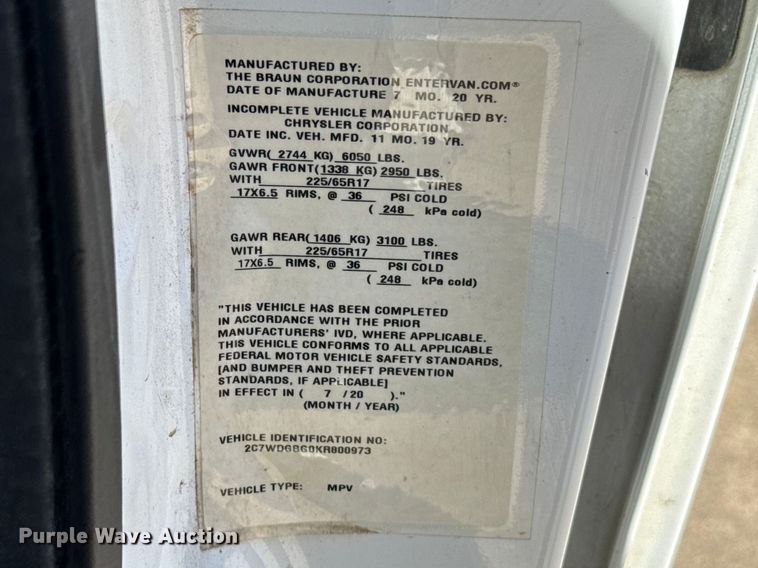 MANUFACTURED BY:
THE BRAUN CORPORATION ENTERVAN.COM®
DATE OF MANUFACTURE 7 MO. 20 YR.
INCOMPLETE VEHICLE MANUFACTURED BY:
CHRYSLER CORPORATION
DATE INC. VEH. MFD. 11 MO. 19 YR.
GVWR( 2744 KG) 6050 LBS.
GAWR FRONT(1338 KG) 2950 LBS.
WITH 225/65R17 TIRES
17X6.5 RIMS, @ 36 PSI COLD
( 248 kPa cold)
GAWR REAR(1406 KG) 3100 LBS.
WITH 225/65R17 TIRES
17X6.5 RIMS, @ 36 PSI COLD
( 248 kPa cold)
"THIS VEHICLE HAS BEEN COMPLETED
IN ACCORDANCE WITH THE PRIOR
MANUFACTURERS' IVD, WHERE APPLICABLE.
THIS VEHICLE CONFORMS TO ALL APPLICABLE
FEDERAL MOTOR VEHICLE SAFETY STANDARDS,
[AND BUMPER AND THEFT PREVENTION
STANDARDS, IF APPLICABLE]
IN EFFECT IN ( 7 / 20 )."
(MONTH / YEAR)
VEHICLE IDENTIFICATION NO:
2C7WDGBG0KR800973
VEHICLE TYPE: MPV
Purple Wave Auction